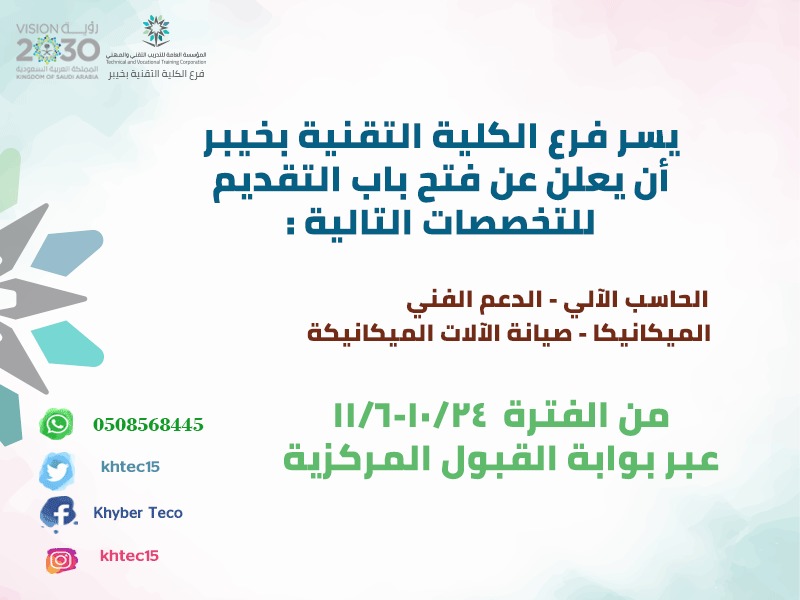 VISION رؤيـــة
2030
المملكة العربية السعودية
KINGDOM OF SAUDI ARABIA
المؤسسة العامة للتدريب التقني والمهني
Technical and Vocational Training Corporation
فرع الكلية التقنية بخيبر
يسر فرع الكلية التقنية بخيبر
أن يعلن عن فتح باب التقديم
للتخصصات التالية :
الحاسب الآلي - الدعم الفني
الميكانيكا - صيانة الآلات الميكانيكة
من الفترة ١٠/٢٤-١١/٦
عبر بوابة القبول المركزية
0508568445
khtec15
Khyber Teco
khtec15